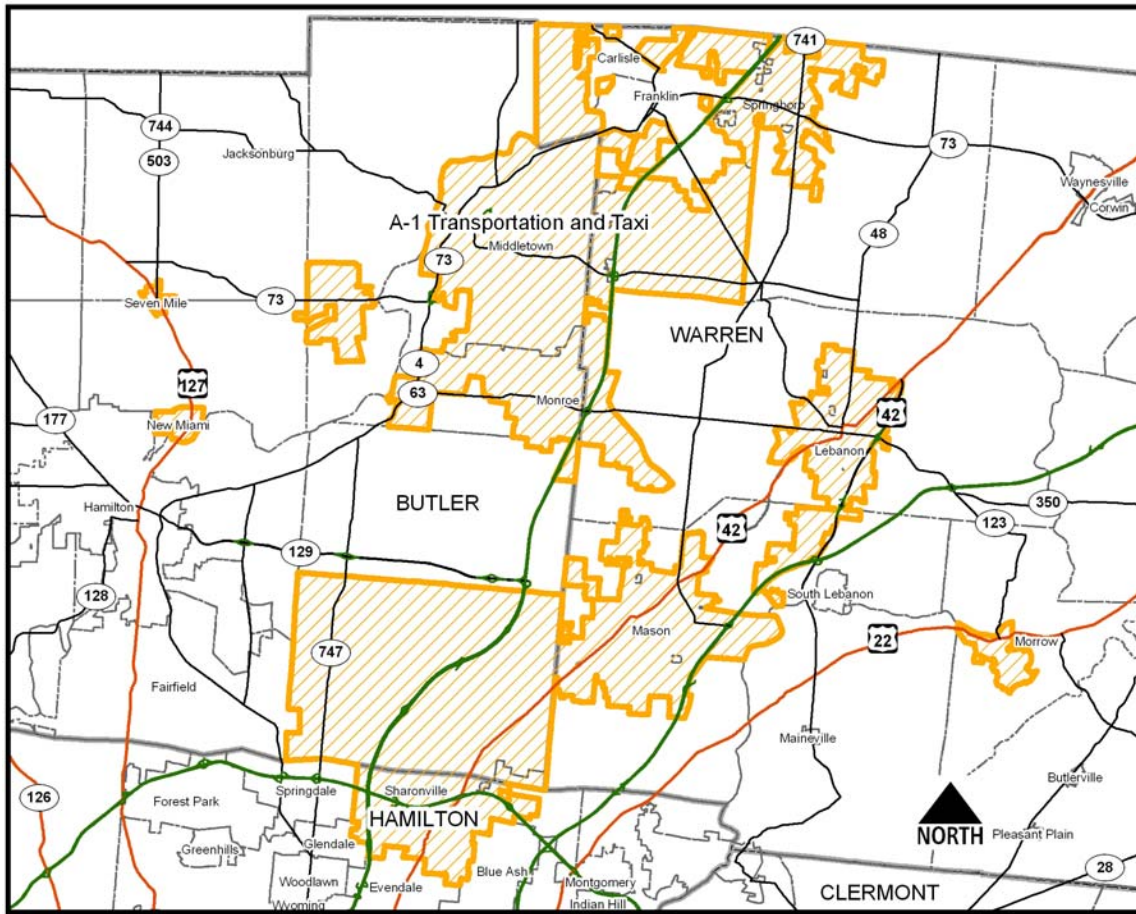 741
Carlisle
Franklin
Springboro
744
503
Jacksonburg
73
Waynesville
Corwin
48
A-1 Transportation and Taxi
Middletown
73
Seven Mile
73
WARREN
4
127
63
Monroe
42
177
New Miami
Lebanon
Hamilton
BUTLER
42
350
123
129
128
South Lebanon
Mason
22
Morrow
747
Fairfield
Maineville
126
Forest Park
Springdale
Sharonville
Butlerville
HAMILTON
NORTH
Pleasant Plain
Greenhills
Glendale
Blue Ash
28
Woodlawn
Evendale
Montgomery
CLERMONT
Wyoming
Indian Hill